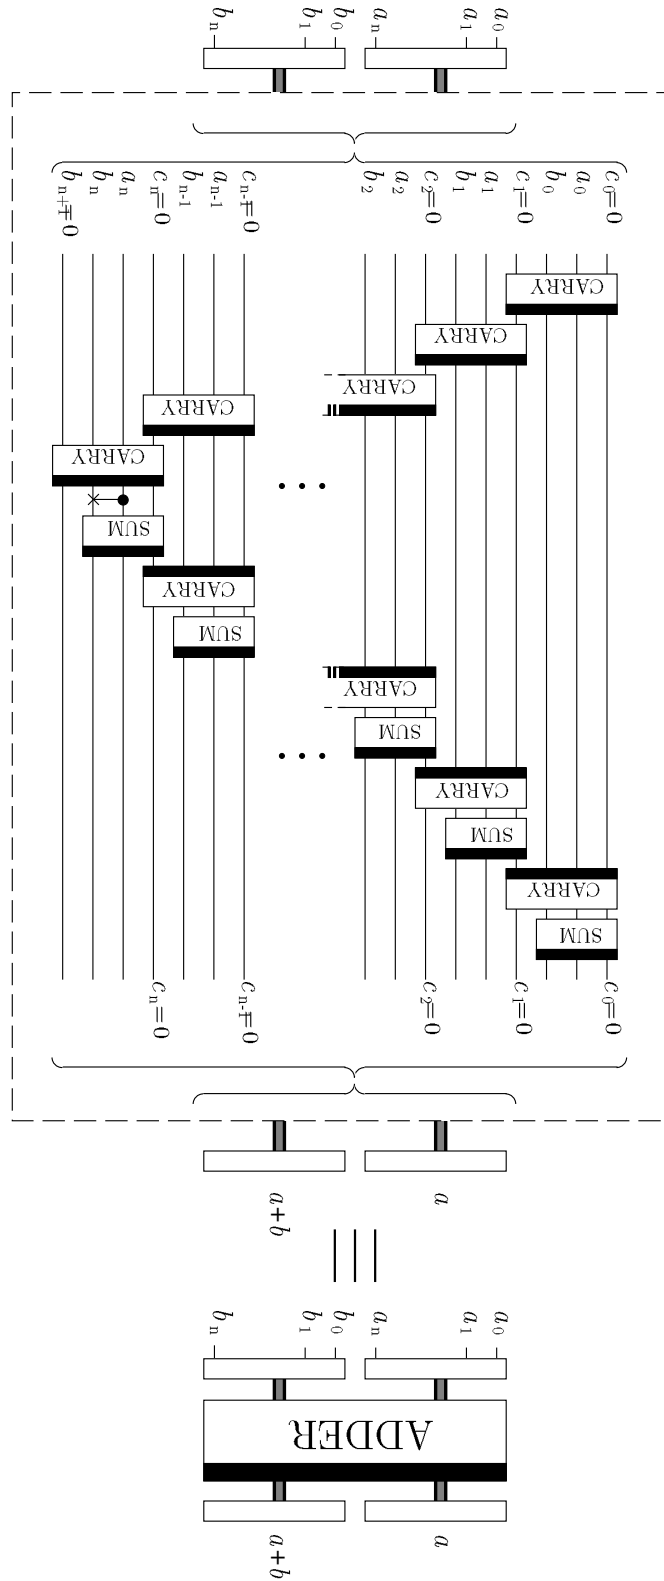 a₀
a₁
aₙ
b₀
b₁
bₙ
c₀=0
a₀
b₀
c₁=0
a₁
b₁
c₂=0
a₂
b₂
cₙ₋₁=0
aₙ₋₁
bₙ₋₁
cₙ=0
aₙ
bₙ
bₙ₊₁=0
CARRY
CARRY
CARRY
CARRY
CARRY
SUM
CARRY
SUM
CARRY
SUM
CARRY
SUM
CARRY
SUM
c₀=0
c₁=0
c₂=0
cₙ₋₁=0
cₙ=0
a
a+b
a₀
a₁
aₙ
b₀
b₁
bₙ
ADDER
a
a+b